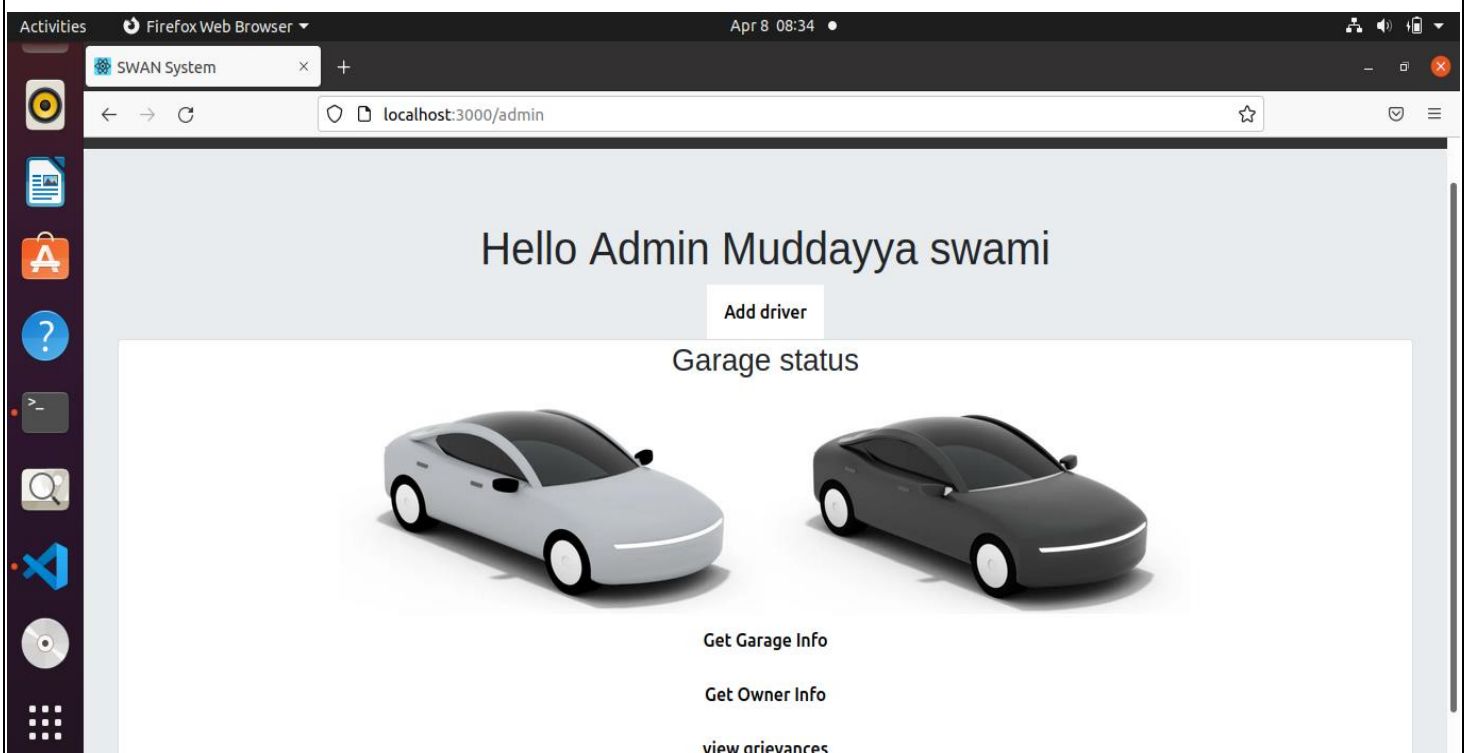 Activities Firefox Web Browser Apr 8 08:34
SWAN System
localhost:3000/admin
Hello Admin Muddayya swami
Add driver
Garage status
Get Garage Info
Get Owner Info
view grievances